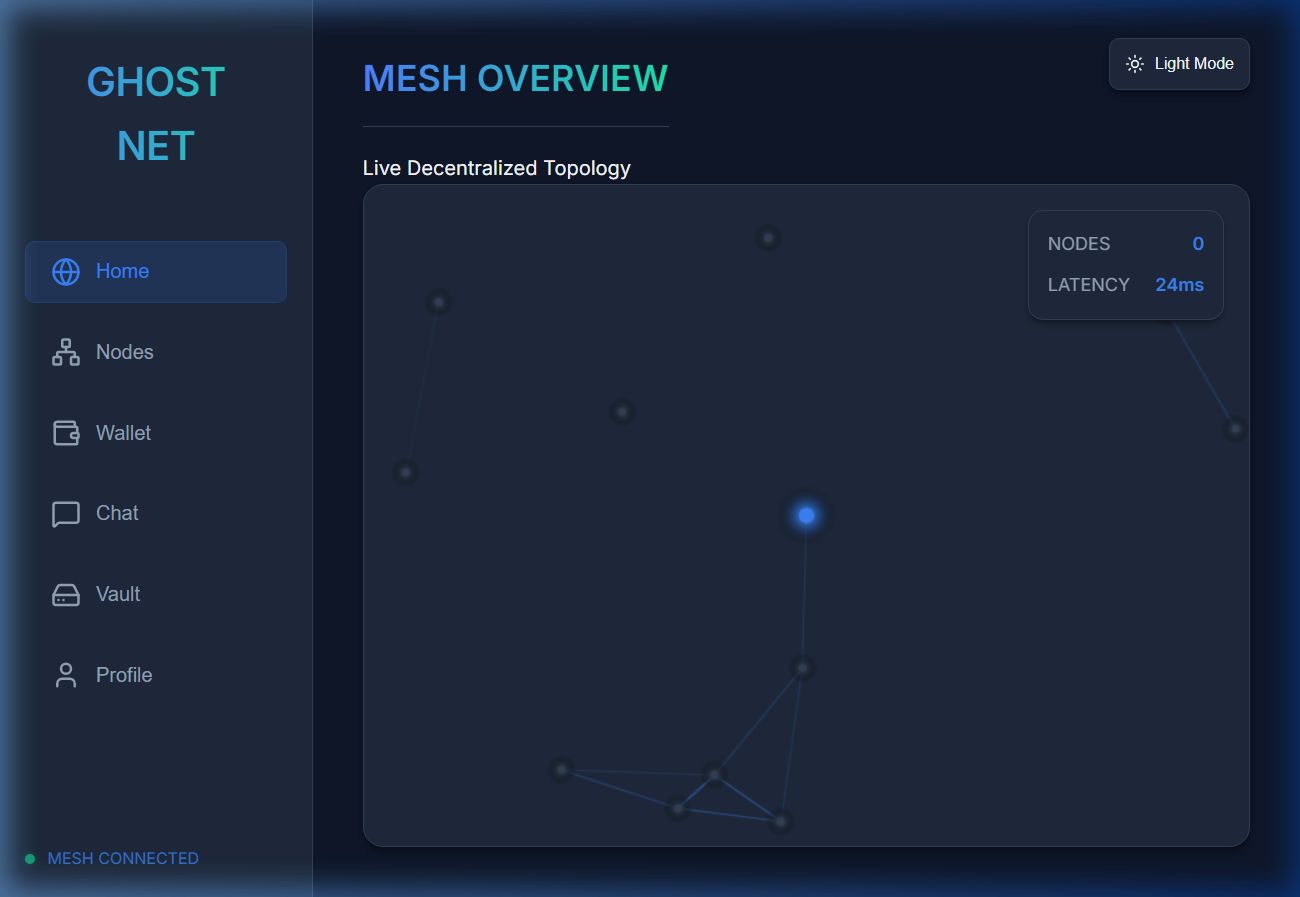 GHOST
NET
Home
Nodes
Wallet
Chat
Vault
Profile
MESH CONNECTED
MESH OVERVIEW
Light Mode
Live Decentralized Topology
NODES 0
LATENCY 24ms